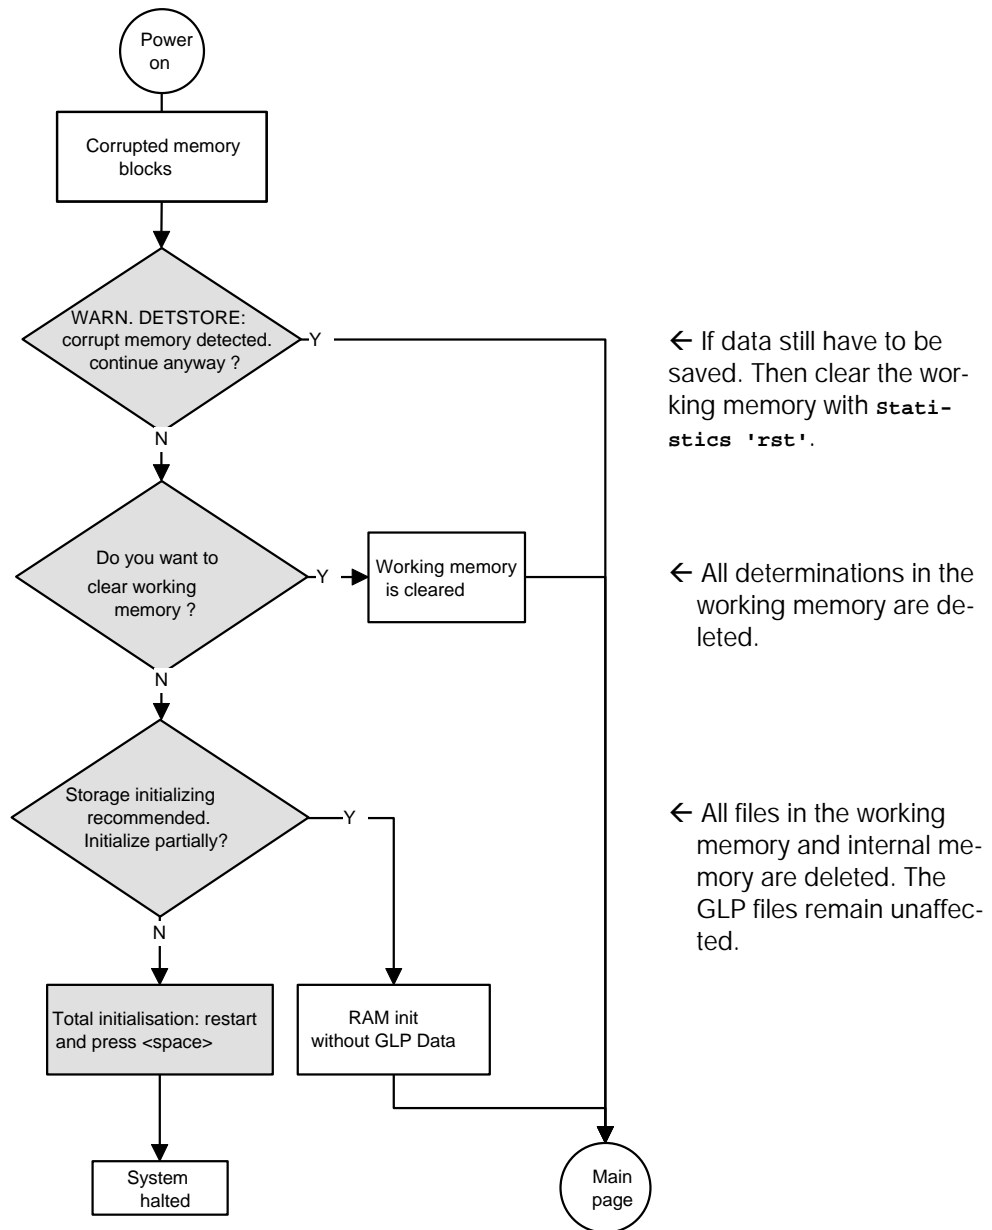 Power
on
Corrupted memory
blocks
WARN. DETSTORE:
corrupt memory detected.
continue anyway ?
Y
← If data still have to be
saved. Then clear the wor-
king memory with Stati-
stics 'rst'.
N
Do you want to
clear working
memory ?
Y
Working memory
is cleared
← All determinations in the
working memory are de-
leted.
N
Storage initializing
recommended.
Initialize partially?
Y
← All files in the working
memory and internal me-
mory are deleted. The
GLP files remain unaffec-
ted.
N
Total initialisation: restart
and press <space>
RAM init
without GLP Data
System
halted
Main
page